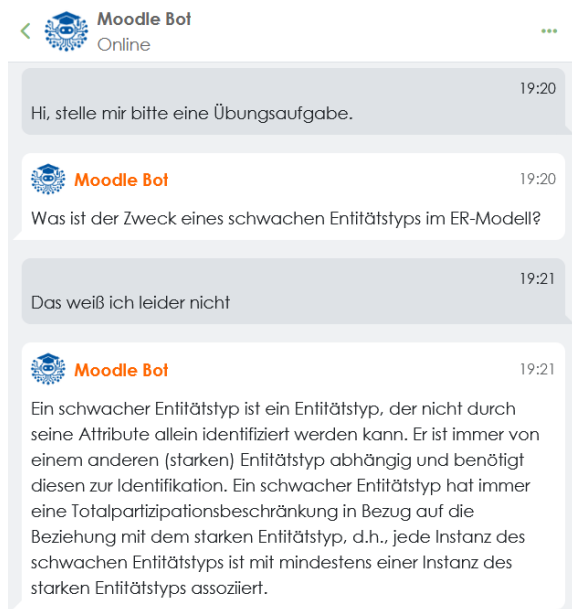 Moodle Bot
Online
19:20
Hi, stelle mir bitte eine Übungsaufgabe.
Moodle Bot 19:20
Was ist der Zweck eines schwachen Entitätstyps im ER-Modell?
19:21
Das weiß ich leider nicht
Moodle Bot 19:21
Ein schwacher Entitätstyp ist ein Entitätstyp, der nicht durch
seine Attribute allein identifiziert werden kann. Er ist immer von
einem anderen (starken) Entitätstyp abhängig und benötigt
diesen zur Identifikation. Ein schwacher Entitätstyp hat immer
eine Totalpartizipationsbeschränkung in Bezug auf die
Beziehung mit dem starken Entitätstyp, d.h., jede Instanz des
schwachen Entitätstyps ist mit mindestens einer Instanz des
starken Entitätstyps assoziiert.